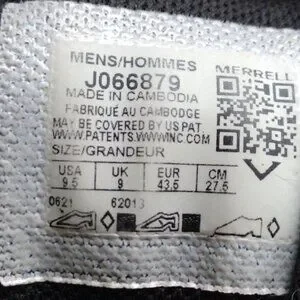 MENS/HOMMES
J066879
MERRELL
MADE IN CAMBODIA
FABRIQUÉ AU CAMBODGE
MAY BE COVERED BY US PAT
WWW.PATENTS.WWWINC.COM
SIZE/GRANDEUR
USA UK EUR CM
9.5 9 43.5 27.5
0621 62013